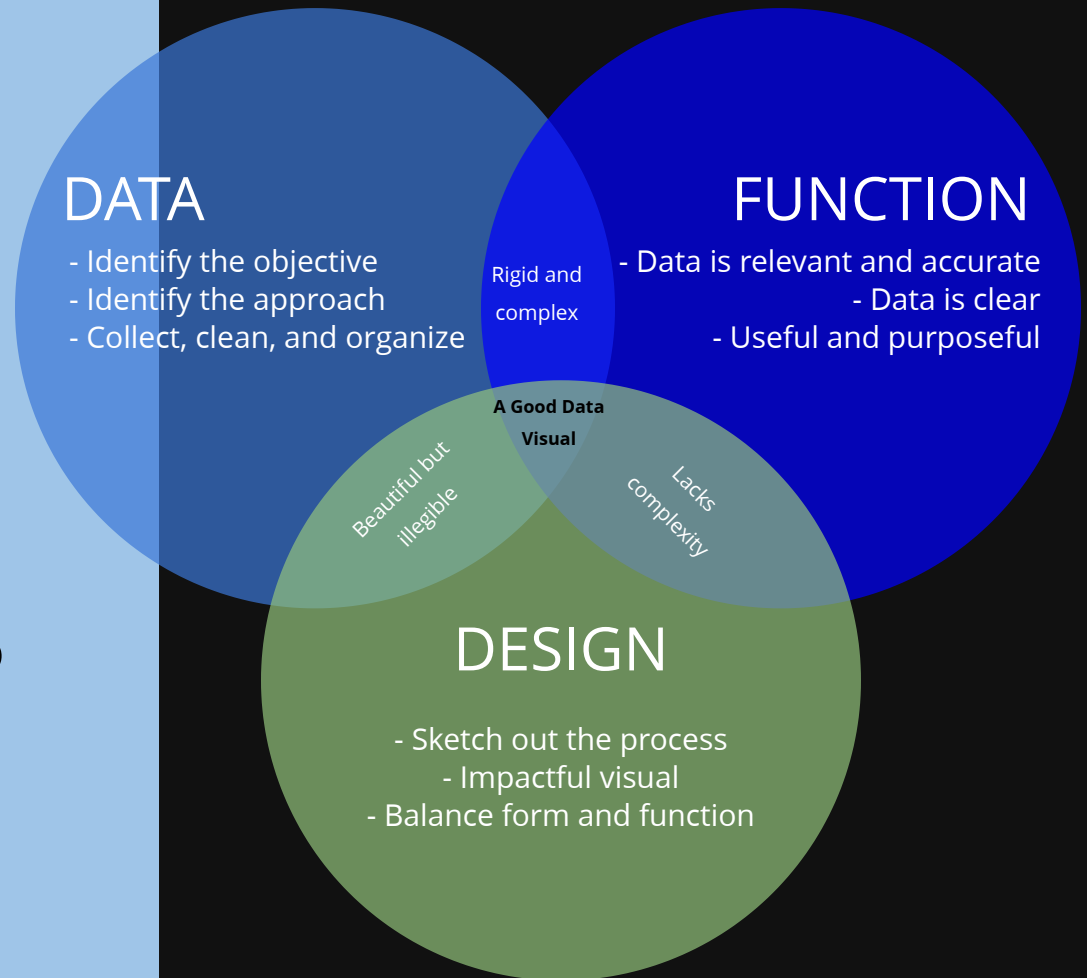 DATA
- Identify the objective
- Identify the approach
- Collect, clean, and organize
FUNCTION
- Data is relevant and accurate
- Data is clear
- Useful and purposeful
Rigid and
complex
A Good Data
Visual
Beautiful but
illegible
Lacks
complexity
DESIGN
- Sketch out the process
- Impactful visual
- Balance form and function